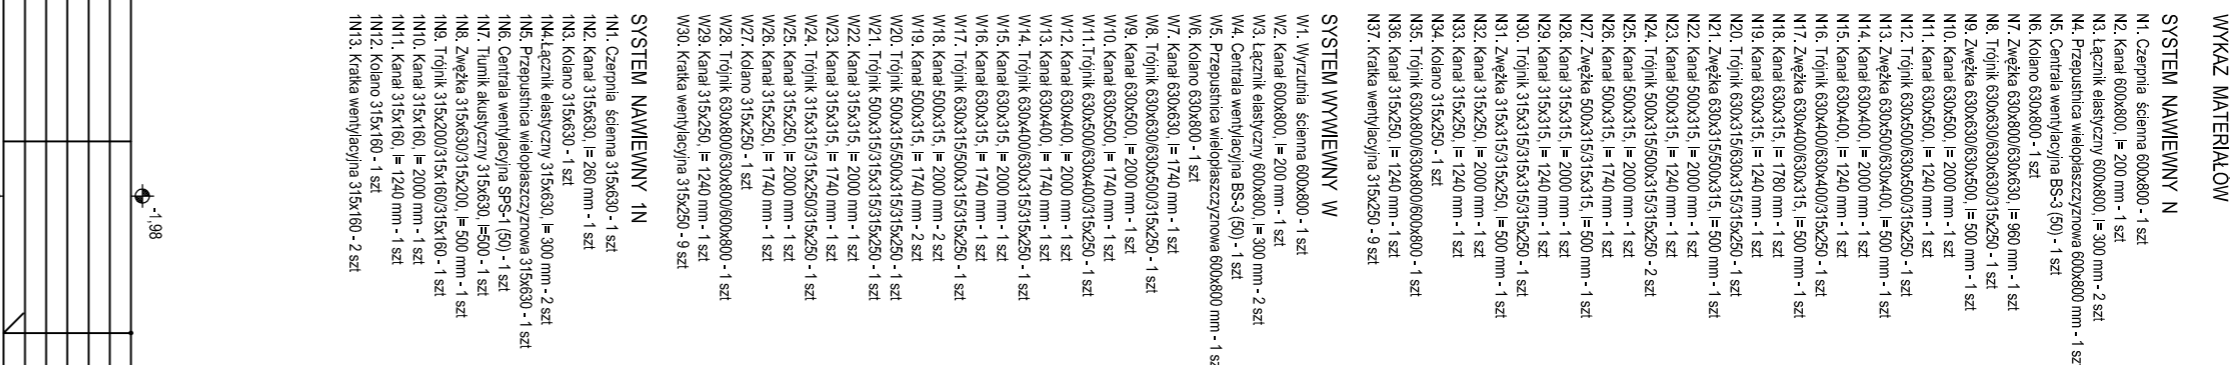 WYKAZ MATERIAŁÓW
SYSTEM NAWIEWNY N
N1. Czerpnia ścienna 600x800 - 1 szt
N2. Kanał 600x800, l= 200 mm - 1 szt
N3. Łącznik elastyczny 600x800, l= 300 mm - 2 szt
N4. Przepustnica wielopłaszczyznowa 600x800 mm - 1 sz
N5. Centrala wentylacyjna BS-3 (50) - 1 szt
N6. Kolano 630x800 - 1 szt
N7. Zwężka 630x800/800x630, l= 960 mm - 1 szt
N8. Trójnik 630x630/630x630/315x250 - 1 szt
N9. Zwężka 630x630/630x500, l= 500 mm - 1 szt
N10. Kanał 630x500, l= 2000 mm - 1 szt
N11. Kanał 630x500, l= 1240 mm - 1 szt
N12. Trójnik 630x500/630x500/315x250 - 1 szt
N13. Zwężka 630x500/630x400, l= 500 mm - 1 szt
N14. Kanał 630x400, l= 2000 mm - 1 szt
N15. Kanał 630x400, l= 1240 mm - 1 szt
N16. Trójnik 630x400/630x400/315x250 - 1 szt
N17. Zwężka 630x400/630x315, l= 500 mm - 1 szt
N18. Kanał 630x315, l= 1780 mm - 1 szt
N19. Kanał 630x315, l= 1240 mm - 1 szt
N20. Trójnik 630x315/630x315/315x250 - 1 szt
N21. Zwężka 630x315/500x315, l= 500 mm - 1 szt
N22. Kanał 500x315, l= 2000 mm - 1 szt
N23. Kanał 500x315, l= 1240 mm - 1 szt
N24. Trójnik 500x315/500x315/315x250 - 2 szt
N25. Kanał 500x315, l= 2000 mm - 1 szt
N26. Kanał 500x315, l= 1740 mm - 1 szt
N27. Zwężka 500x315/315x315, l= 500 mm - 1 szt
N28. Kanał 315x315, l= 2000 mm - 1 szt
N29. Kanał 315x315, l= 1240 mm - 1 szt
N30. Trójnik 315x315/315x315/315x250 - 1 szt
N31. Zwężka 315x315/315x250, l= 500 mm - 1 szt
N32. Kanał 315x250, l= 2000 mm - 1 szt
N33. Kanał 315x250, l= 1240 mm - 1 szt
N34. Kolano 315x250 - 1 szt
N35. Trójnik 630x800/630x800/600x800 - 1 szt
N36. Kanał 315x250, l= 1240 mm - 1 szt
N37. Kratka wentylacyjna 315x250 - 9 szt
SYSTEM WYWIEWNY W
W1. Wyrzutnia ścienna 600x800 - 1 szt
W2. Kanał 600x800, l= 200 mm - 1 szt
W3. Łącznik elastyczny 600x800, l= 300 mm - 2 szt
W4. Centrala wentylacyjna BS-3 (50) - 1 szt
W5. Przepustnica wielopłaszczyznowa 600x800 mm - 1 sz
W6. Kolano 630x800 - 1 szt
W7. Kanał 630x630, l= 1740 mm - 1 szt
W8. Trójnik 630x630/630x500/315x250 - 1 szt
W9. Kanał 630x500, l= 2000 mm - 1 szt
W10. Kanał 630x500, l= 1740 mm - 1 szt
W11. Trójnik 630x500/630x400/315x250 - 1 szt
W12. Kanał 630x400, l= 2000 mm - 1 szt
W13. Kanał 630x400, l= 1740 mm - 1 szt
W14. Trójnik 630x400/630x315/315x250 - 1 szt
W15. Kanał 630x315, l= 2000 mm - 1 szt
W16. Kanał 630x315, l= 1740 mm - 1 szt
W17. Trójnik 630x315/500x315/315x250 - 1 szt
W18. Kanał 500x315, l= 2000 mm - 2 szt
W19. Kanał 500x315, l= 1740 mm - 2 szt
W20. Trójnik 500x315/500x315/315x250 - 1 szt
W21. Trójnik 500x315/315x315/315x250 - 1 szt
W22. Kanał 315x315, l= 2000 mm - 1 szt
W23. Kanał 315x315, l= 1740 mm - 1 szt
W24. Trójnik 315x315/315x250/315x250 - 1 szt
W25. Kanał 315x250, l= 2000 mm - 1 szt
W26. Kanał 315x250, l= 1740 mm - 1 szt
W27. Kolano 315x250 - 1 szt
W28. Trójnik 630x800/630x800/600x800 - 1 szt
W29. Kanał 315x250, l= 1240 mm - 1 szt
W30. Kratka wentylacyjna 315x250 - 9 szt
SYSTEM NAWIEWNY 1N
1N1. Czerpnia ścienna 315x630 - 1 szt
1N2. Kanał 315x630, l= 260 mm - 1 szt
1N3. Kolano 315x630 - 1 szt
1N4.Łącznik elastyczny 315x630, l= 300 mm - 2 szt
1N5. Przepustnica wielopłaszczyznowa 315x630 - 1 szt
1N6. Centrala wentylacyjna SPS-1 (50) - 1 szt
1N7. Tłumik akustyczny 315x630, l=500 - 1 szt
1N8. Zwężka 315x630/315x200, l= 500 mm - 1 szt
1N9. Trójnik 315x200/315x160/315x160 - 1 szt
1N10. Kanał 315x160, l= 2000 mm - 1 szt
1N11. Kanał 315x160, l= 1240 mm - 1 szt
1N12. Kolano 315x160 - 1 szt
1N13. Kratka wentylacyjna 315x160 - 2 szt
-1,98